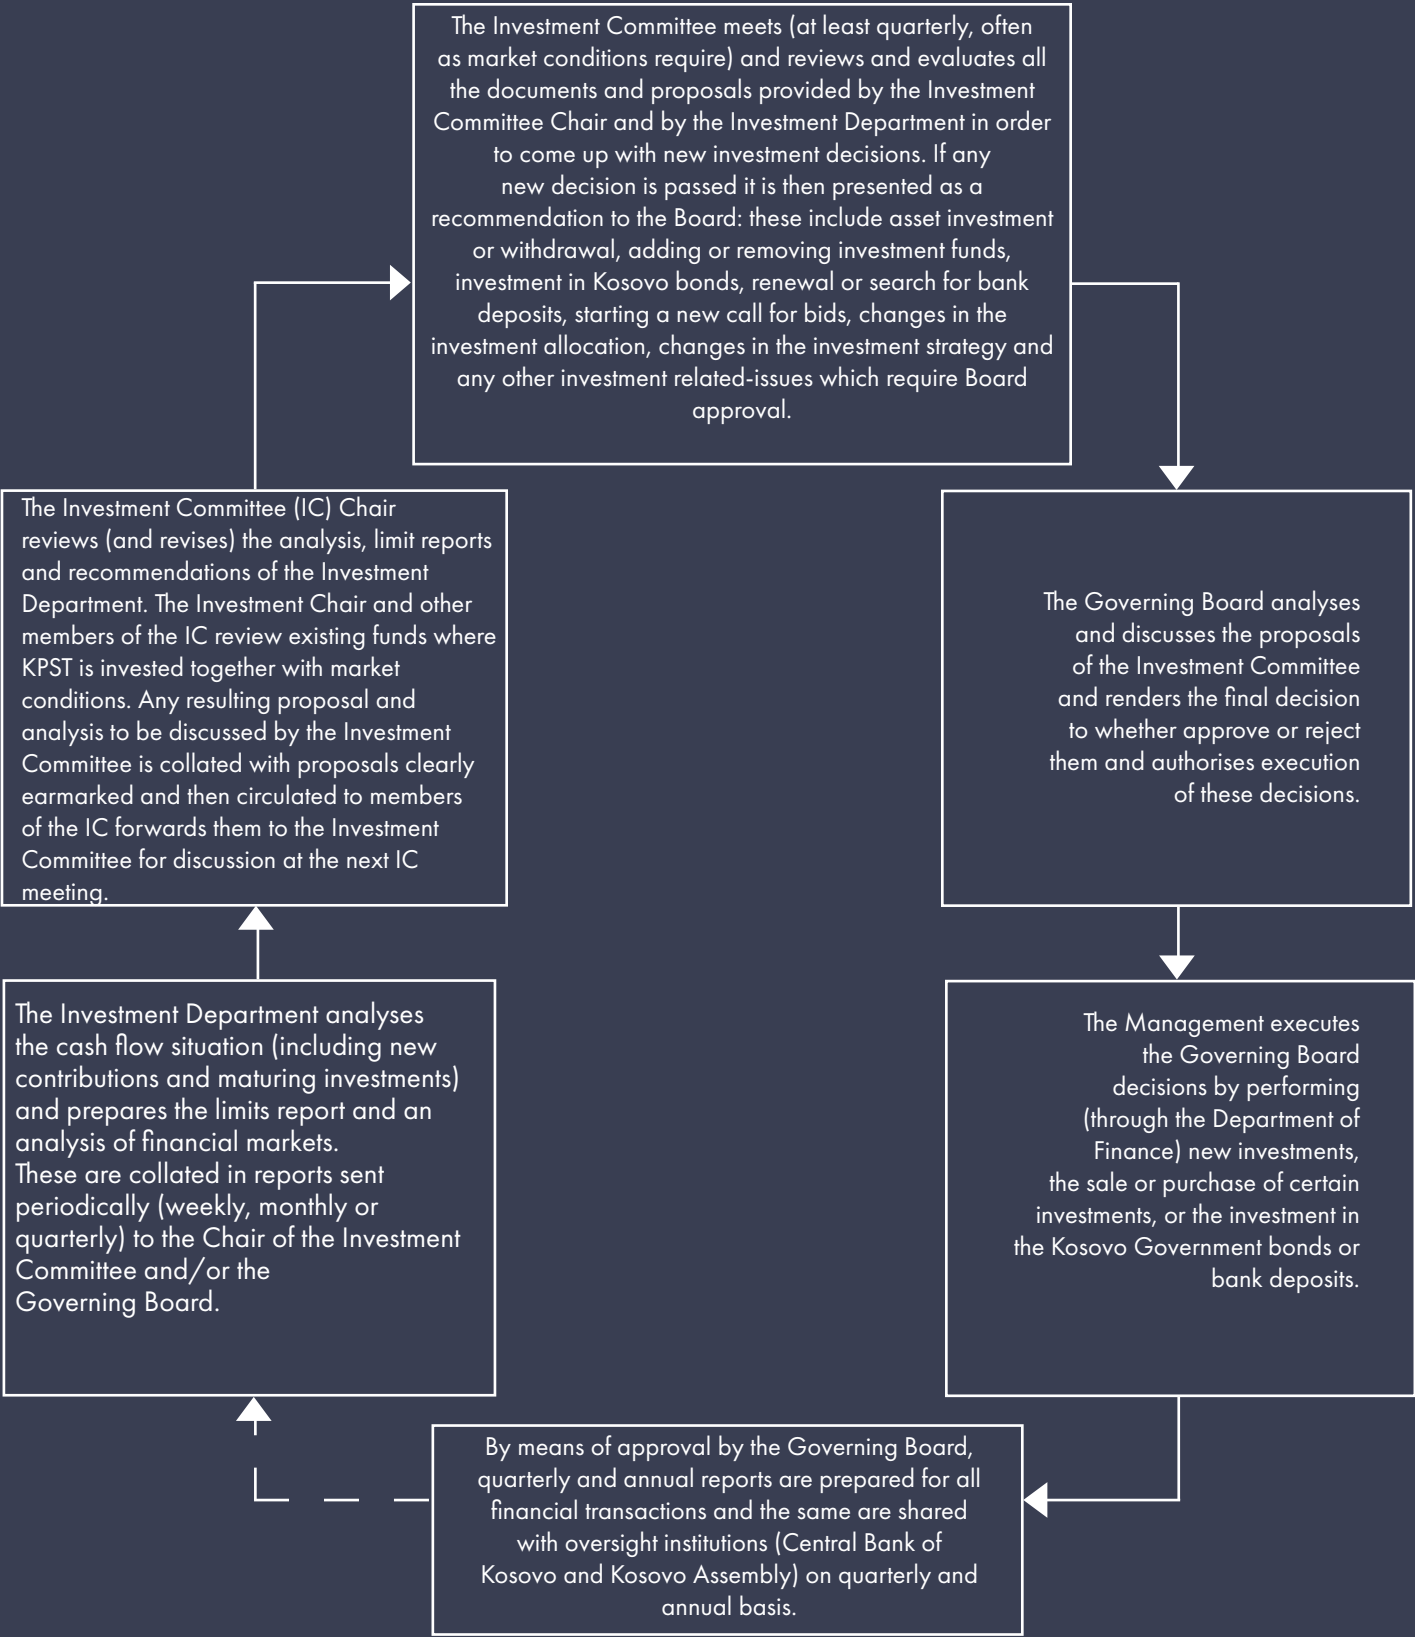 The Investment Committee meets (at least quarterly, often
as market conditions require) and reviews and evaluates all
the documents and proposals provided by the Investment
Committee Chair and by the Investment Department in order
to come up with new investment decisions. If any
new decision is passed it is then presented as a
recommendation to the Board: these include asset investment
or withdrawal, adding or removing investment funds,
investment in Kosovo bonds, renewal or search for bank
deposits, starting a new call for bids, changes in the
investment allocation, changes in the investment strategy and
any other investment related-issues which require Board
approval.
The Investment Committee (IC) Chair
reviews (and revises) the analysis, limit reports
and recommendations of the Investment
Department. The Investment Chair and other
members of the IC review existing funds where
KPST is invested together with market
conditions. Any resulting proposal and
analysis to be discussed by the Investment
Committee is collated with proposals clearly
earmarked and then circulated to members
of the IC forwards them to the Investment
Committee for discussion at the next IC
meeting.
The Governing Board analyses
and discusses the proposals
of the Investment Committee
and renders the final decision
to whether approve or reject
them and authorises execution
of these decisions.
The Investment Department analyses
the cash flow situation (including new
contributions and maturing investments)
and prepares the limits report and an
analysis of financial markets.
These are collated in reports sent
periodically (weekly, monthly or
quarterly) to the Chair of the Investment
Committee and/or the
Governing Board.
The Management executes
the Governing Board
decisions by performing
(through the Department of
Finance) new investments,
the sale or purchase of certain
investments, or the investment in
the Kosovo Government bonds or
bank deposits.
By means of approval by the Governing Board,
quarterly and annual reports are prepared for all
financial transactions and the same are shared
with oversight institutions (Central Bank of
Kosovo and Kosovo Assembly) on quarterly and
annual basis.